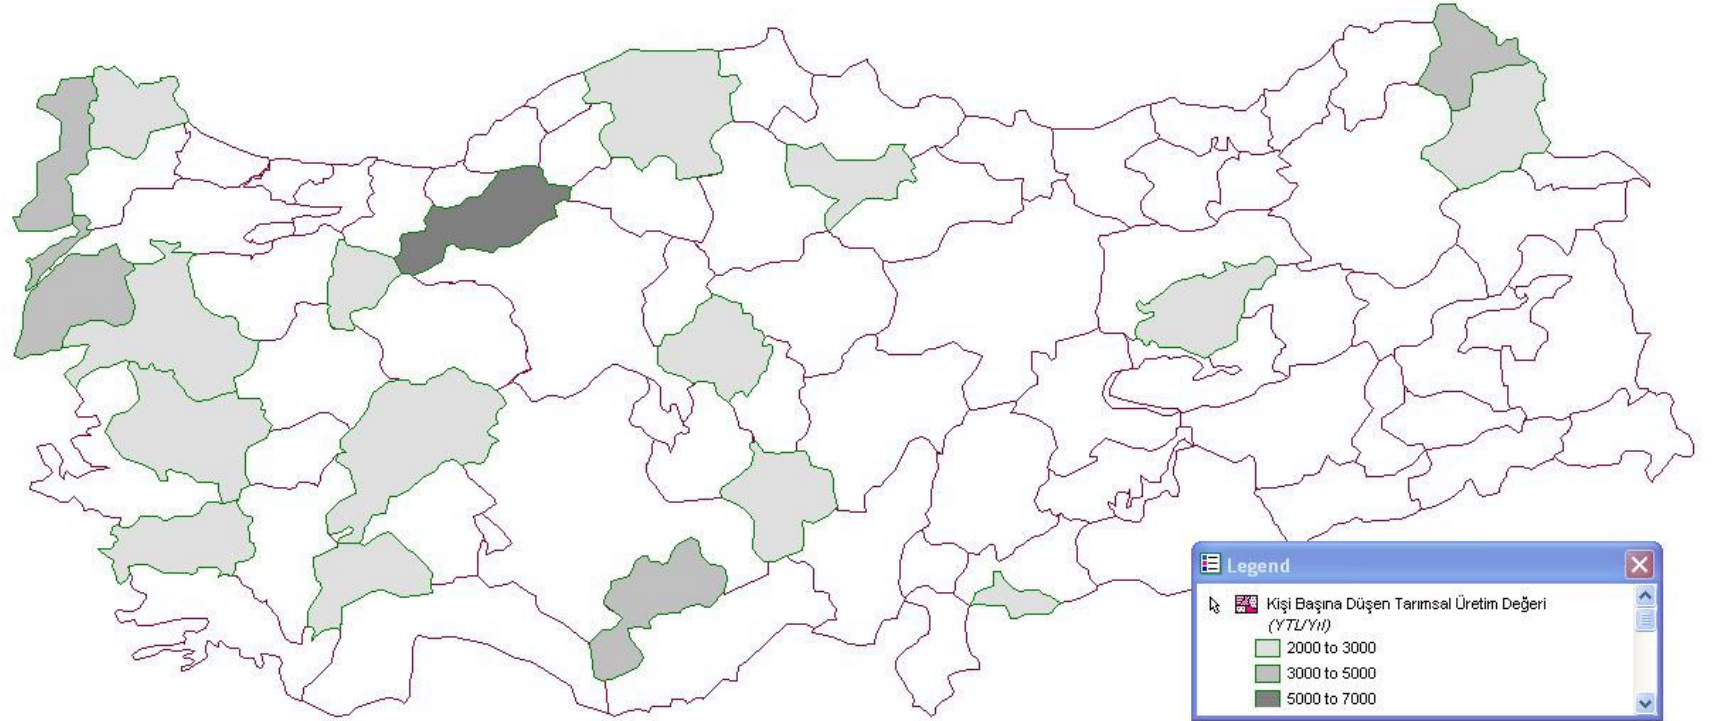 Legend
Kişi Başına Düşen Tarımsal Üretim Değeri
(YTL/Yıl)
2000 to 3000
3000 to 5000
5000 to 7000